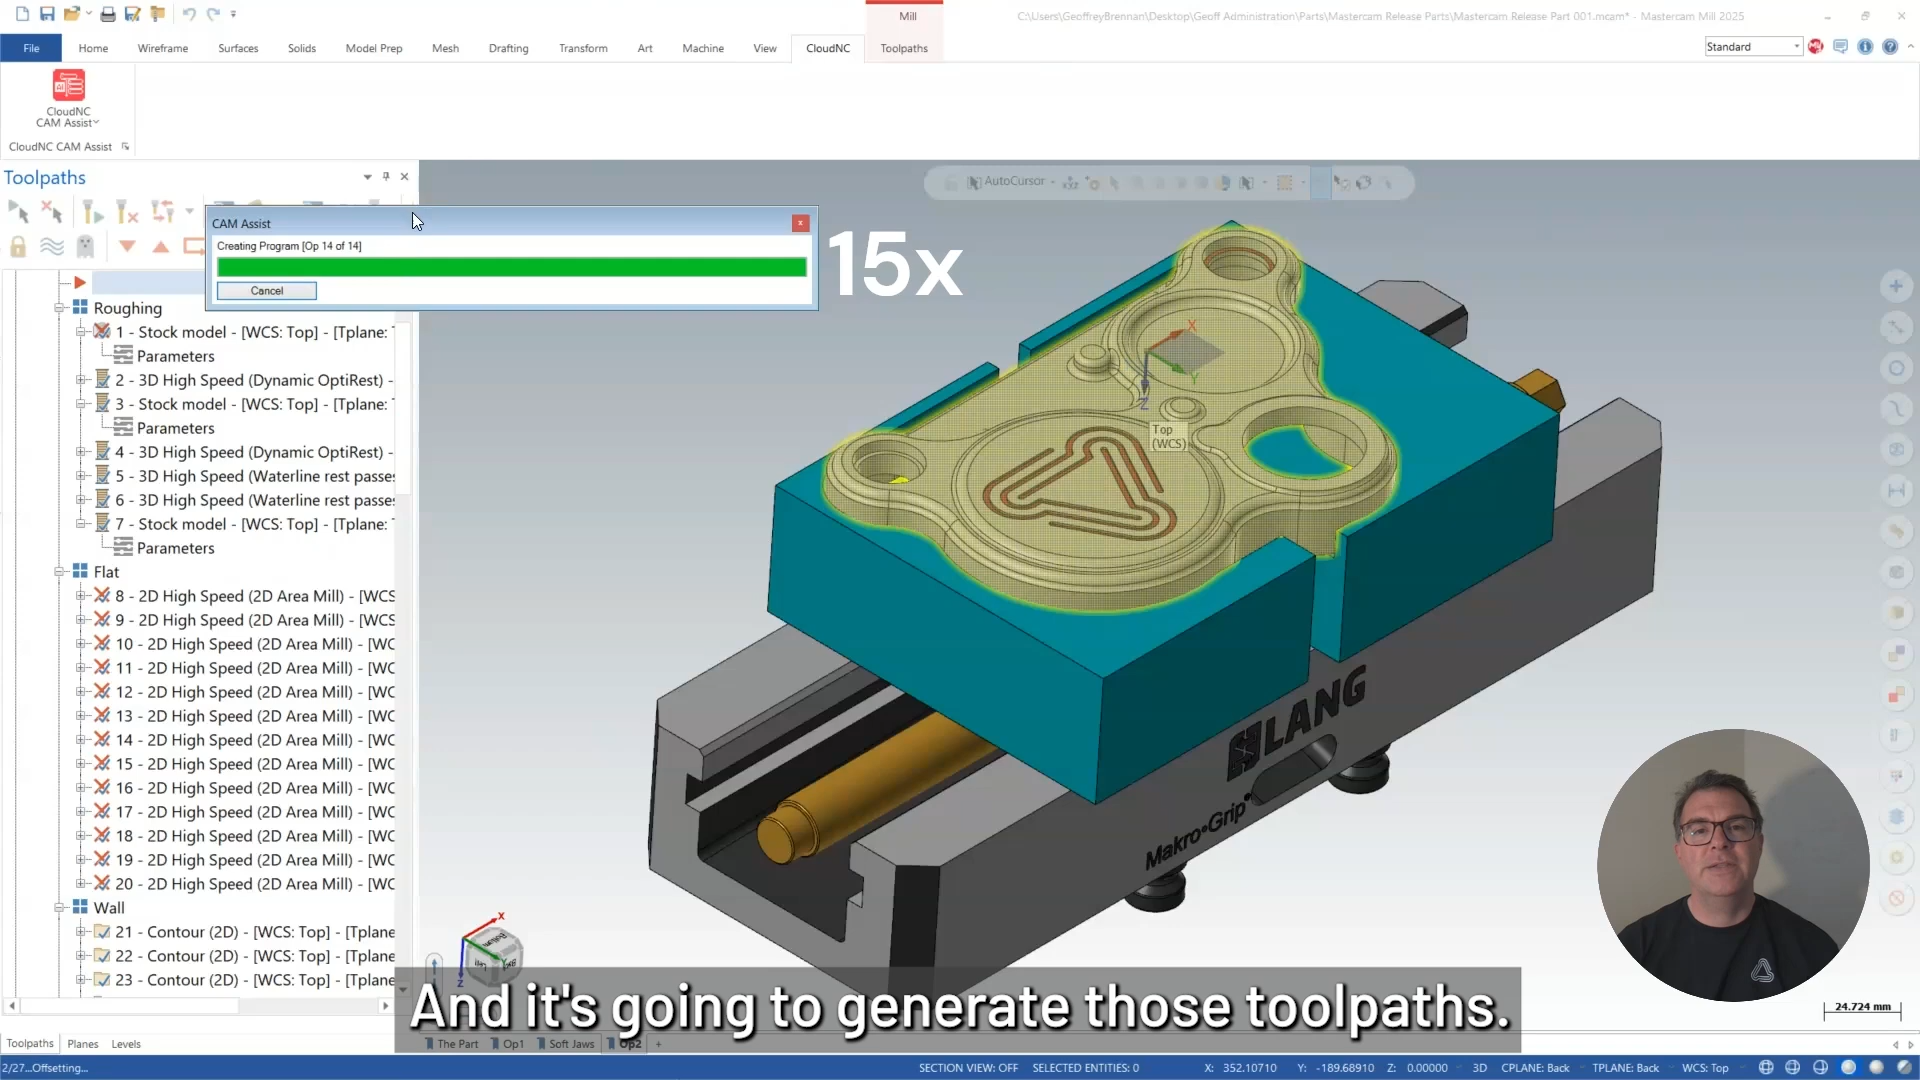 Mill
C:\Users\GeoffreyBrennan\Desktop\Geoff Administration\Parts\Mastercam Release Parts\Mastercam Release Part 001.mcam* - Mastercam Mill 2025
File
Home
Wireframe
Surfaces
Solids
Model Prep
Mesh
Drafting
Transform
Art
Machine
View
CloudNC
Toolpaths
Standard
CloudNC
CAM Assist
CloudNC CAM Assist
Toolpaths
AutoCursor
CAM Assist
Creating Program [Op 14 of 14]
Cancel
15x
Roughing
1 - Stock model - [WCS: Top] - [Tplane:
Parameters
2 - 3D High Speed (Dynamic OptiRest) -
3 - Stock model - [WCS: Top] - [Tplane:
Parameters
4 - 3D High Speed (Dynamic OptiRest) -
5 - 3D High Speed (Waterline rest passes
6 - 3D High Speed (Waterline rest passes
7 - Stock model - [WCS: Top] - [Tplane:
Parameters
Flat
8 - 2D High Speed (2D Area Mill) - [WCS
9 - 2D High Speed (2D Area Mill) - [WCS
10 - 2D High Speed (2D Area Mill) - [WC
11 - 2D High Speed (2D Area Mill) - [WC
12 - 2D High Speed (2D Area Mill) - [WC
13 - 2D High Speed (2D Area Mill) - [WC
14 - 2D High Speed (2D Area Mill) - [WC
15 - 2D High Speed (2D Area Mill) - [WC
16 - 2D High Speed (2D Area Mill) - [WC
17 - 2D High Speed (2D Area Mill) - [WC
18 - 2D High Speed (2D Area Mill) - [WC
19 - 2D High Speed (2D Area Mill) - [WC
20 - 2D High Speed (2D Area Mill) - [WC
Wall
21 - Contour (2D) - [WCS: Top] - [Tplane
22 - Contour (2D) - [WCS: Top] - [Tplane
23 - Contour (2D) - [WCS: Top] - [Tplane
X
Y
Z
Top
(WCS)
LANG
Makro•Grip®
X
Z
And it's going to generate those toolpaths.
24.724 mm
Toolpaths
Planes
Levels
The Part
Op1
Soft Jaws
Op2
+
2/27...Offsetting...
SECTION VIEW: OFF
SELECTED ENTITIES: 0
X: 352.10710
Y: -189.68910
Z: 0.00000
3D
CPLANE: Back
TPLANE: Back
WCS: Top